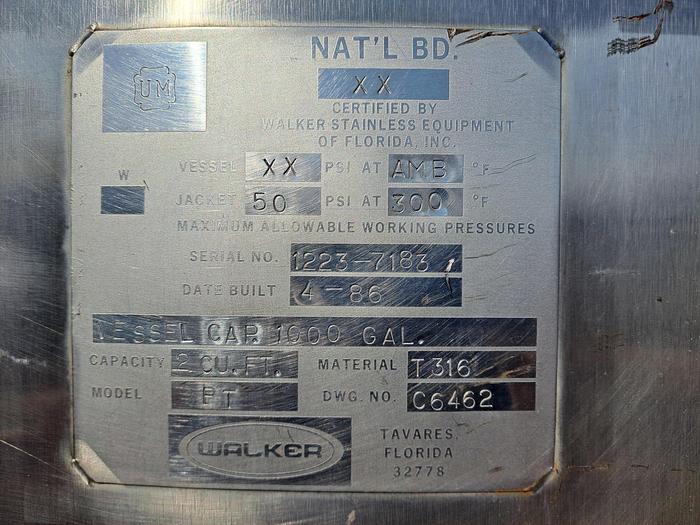 UM
NAT'L BD.
XX
CERTIFIED BY
WALKER STAINLESS EQUIPMENT
OF FLORIDA, INC.
W
VESSEL XX PSI AT AMB °F
JACKET 50 PSI AT 300 °F
MAXIMUM ALLOWABLE WORKING PRESSURES
SERIAL NO. 1223-7183
DATE BUILT 4-86
VESSEL CAP. 1000 GAL.
CAPACITY 2 CU. FT. MATERIAL T316
MODEL PT DWG. NO. C6462
WALKER
TAVARES,
FLORIDA
32778